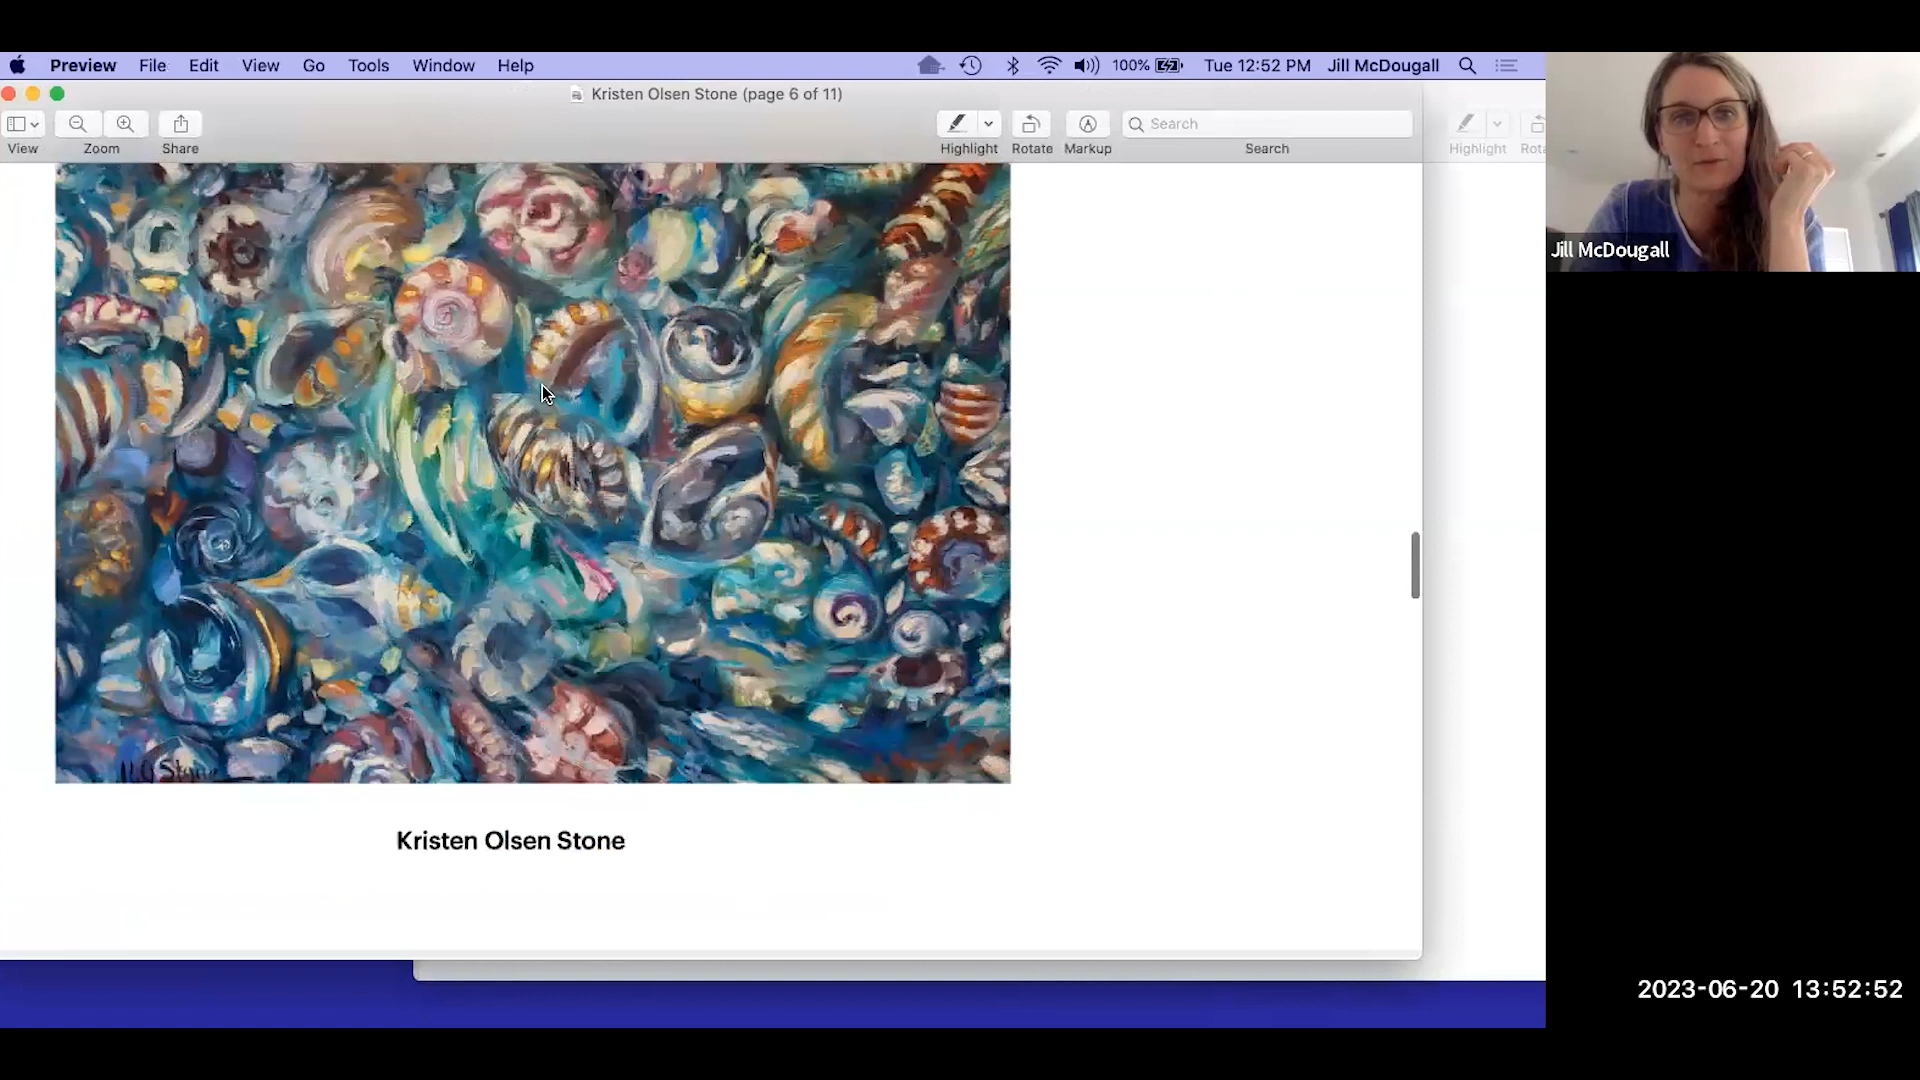 Preview File Edit View Go Tools Window Help 100% Tue 12:52 PM Jill McDougall
Kristen Olsen Stone (page 6 of 11)
Search
View Zoom Share Highlight Rotate Markup Search
Highlight
Jill McDougall
Kristen Olsen Stone
2023-06-20 13:52:52